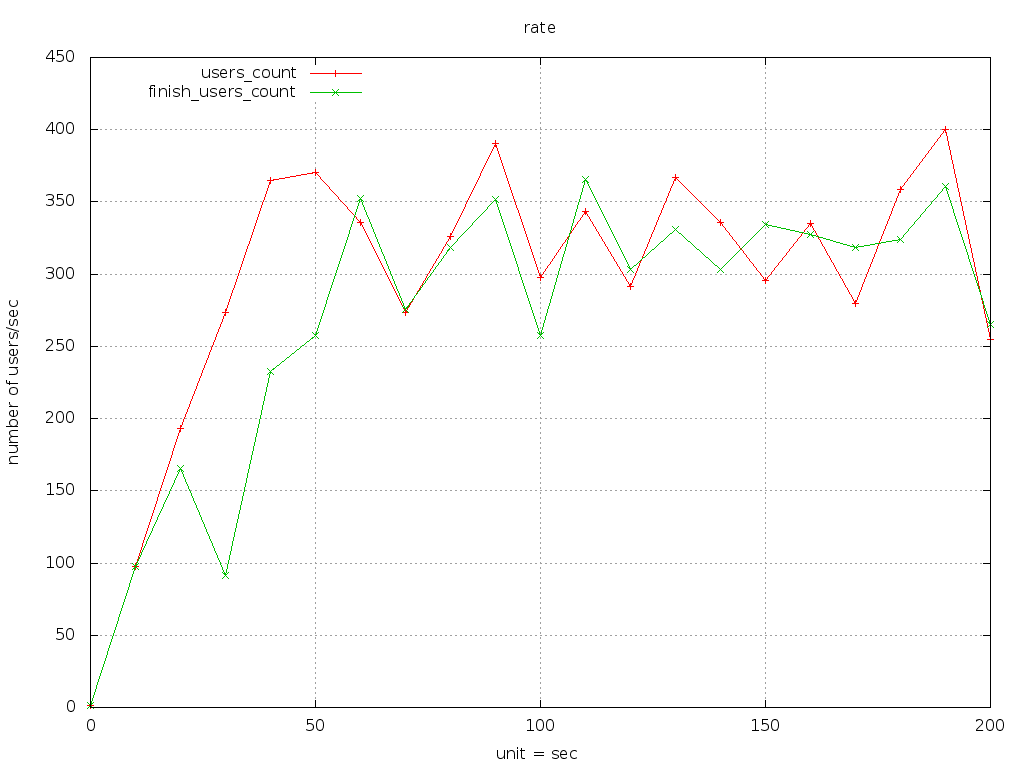 rate
450
400
350
300
250
200
150
100
50
0
users_count
finish_users_count
number of users/sec
0 50 100 150 200
unit = sec